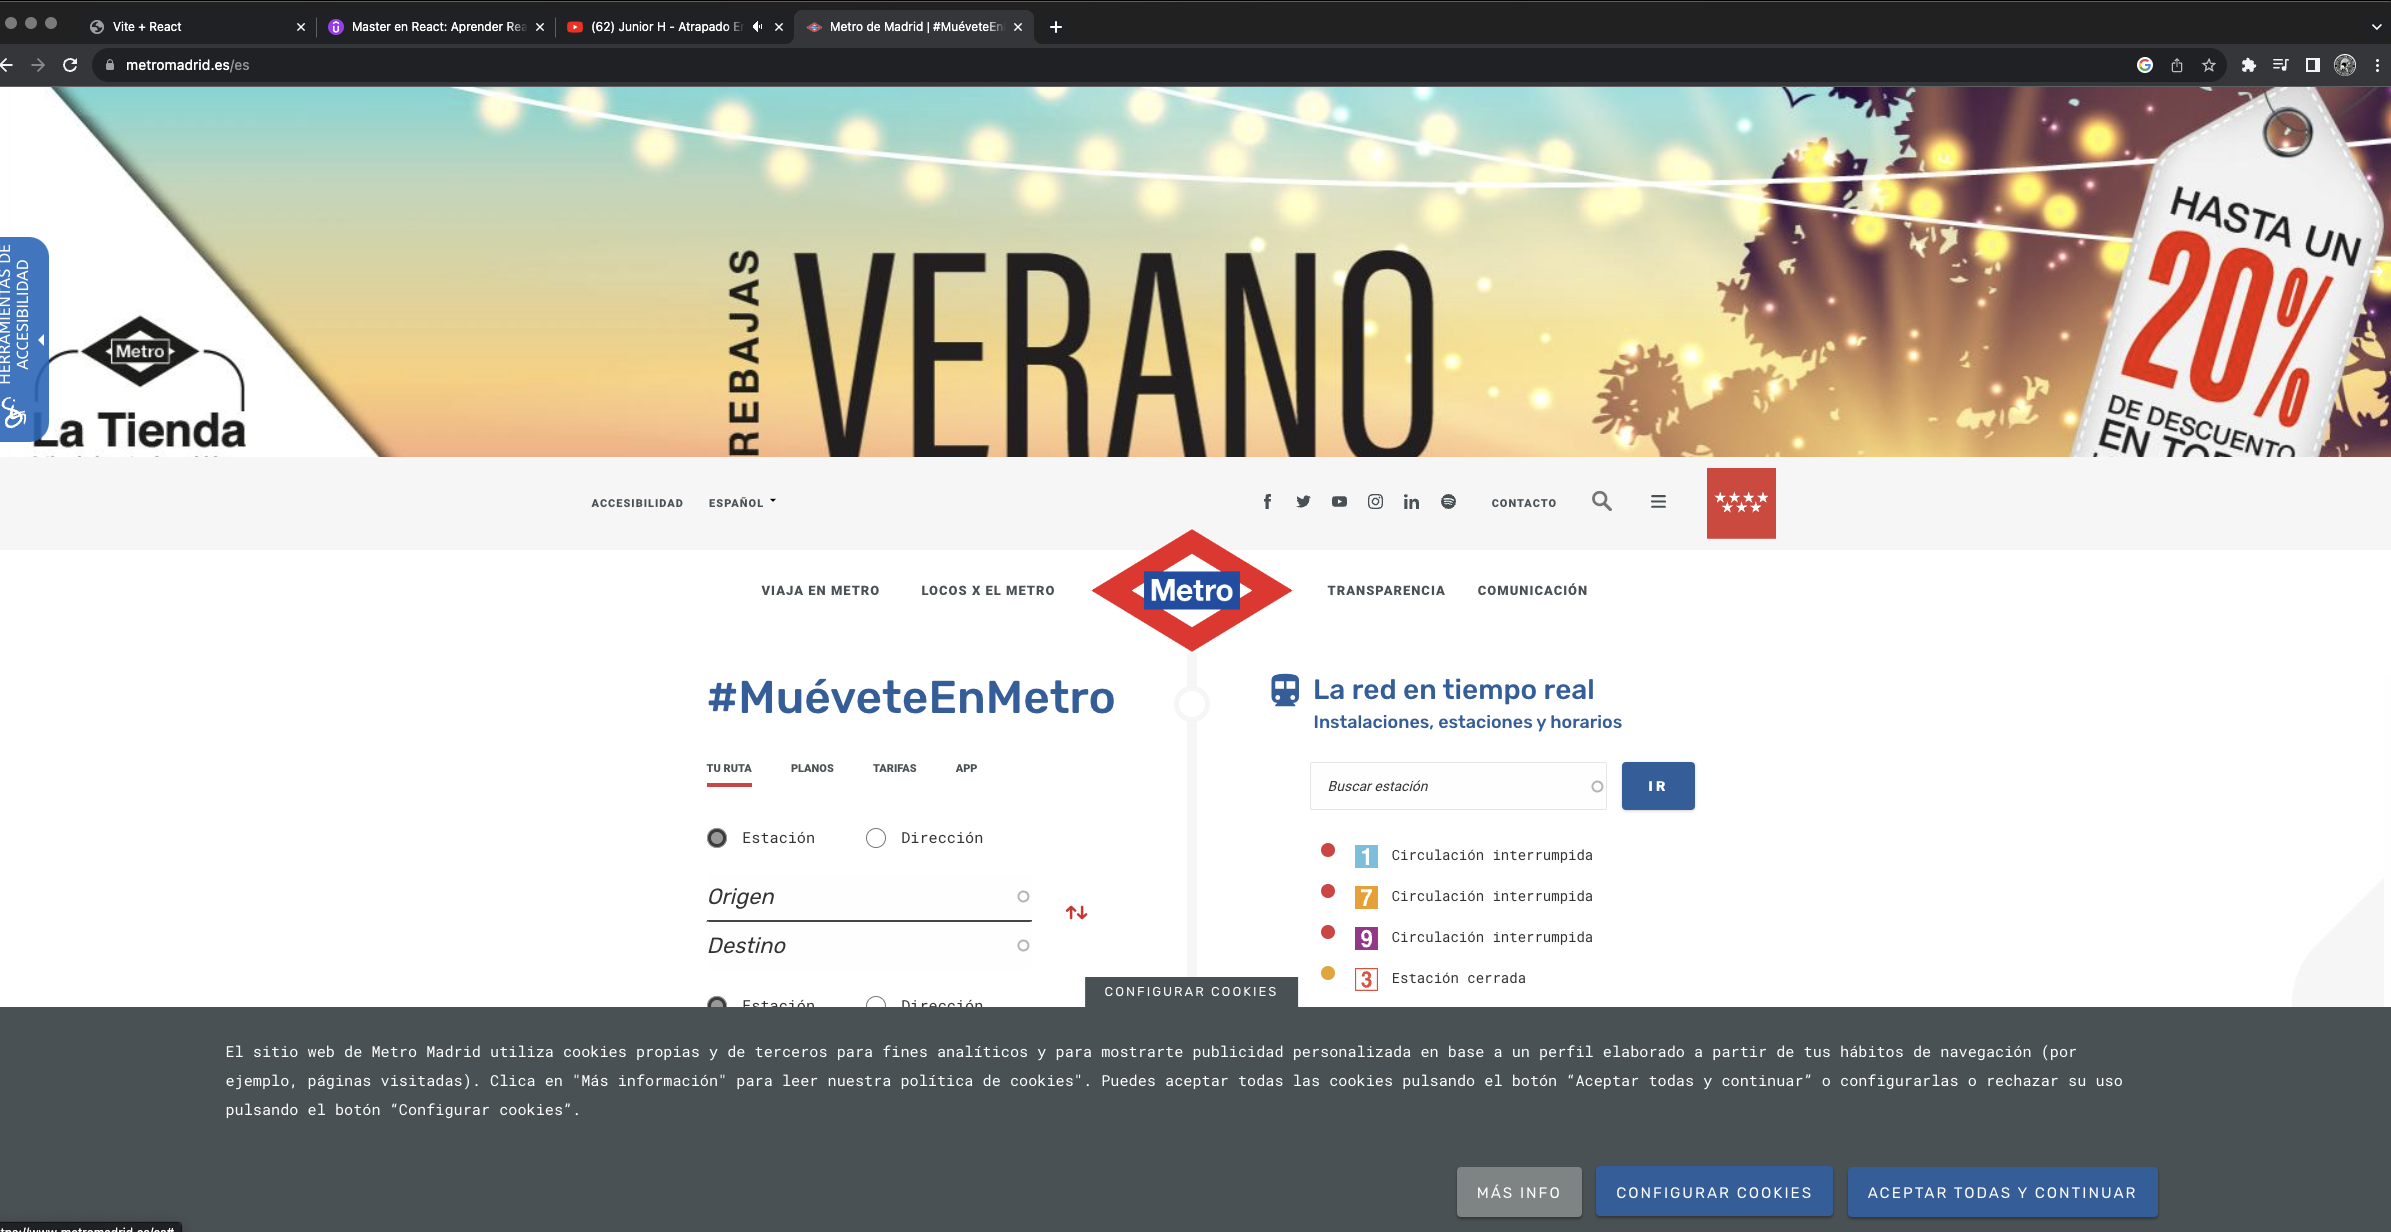 Vite + React
Master en React: Aprender Rea
(62) Junior H - Atrapado E
Metro de Madrid | #MuéveteEn
metromadrid.es/es
HERRAMIENTAS DE
ACCESIBILIDAD
Metro
La Tienda
REBAJAS
VERANO
HASTA UN
20%
DE DESCUENTO
EN TOD
ACCESIBILIDAD
ESPAÑOL
CONTACTO
VIAJA EN METRO
LOCOS X EL METRO
Metro
TRANSPARENCIA
COMUNICACIÓN
#MuéveteEnMetro
TU RUTA
PLANOS
TARIFAS
APP
Estación
Dirección
Origen
Destino
Estación
Dirección
La red en tiempo real
Instalaciones, estaciones y horarios
Buscar estación
IR
1 Circulación interrumpida
7 Circulación interrumpida
9 Circulación interrumpida
3 Estación cerrada
CONFIGURAR COOKIES
El sitio web de Metro Madrid utiliza cookies propias y de terceros para fines analíticos y para mostrarte publicidad personalizada en base a un perfil elaborado a partir de tus hábitos de navegación (por
ejemplo, páginas visitadas). Clica en "Más información" para leer nuestra política de cookies". Puedes aceptar todas las cookies pulsando el botón “Aceptar todas y continuar” o configurarlas o rechazar su uso
pulsando el botón “Configurar cookies”.
MÁS INFO
CONFIGURAR COOKIES
ACEPTAR TODAS Y CONTINUAR